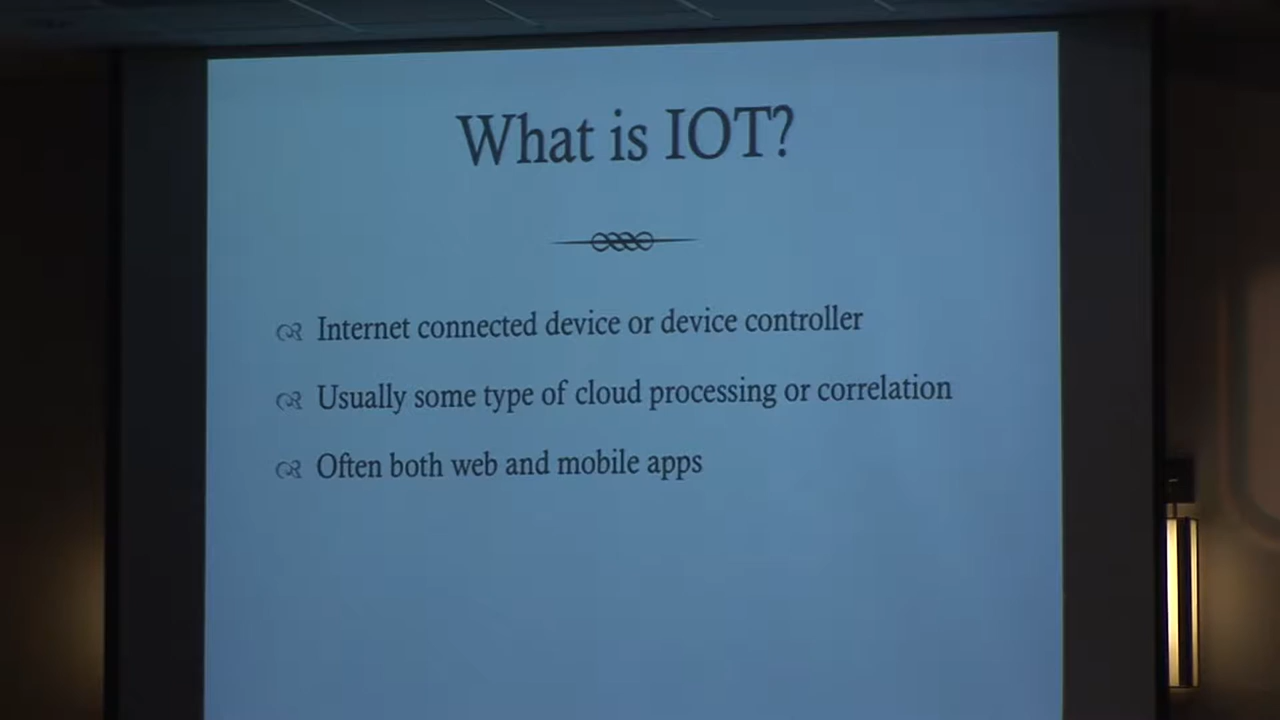 What is IOT?
Internet connected device or device controller
Usually some type of cloud processing or correlation
Often both web and mobile apps